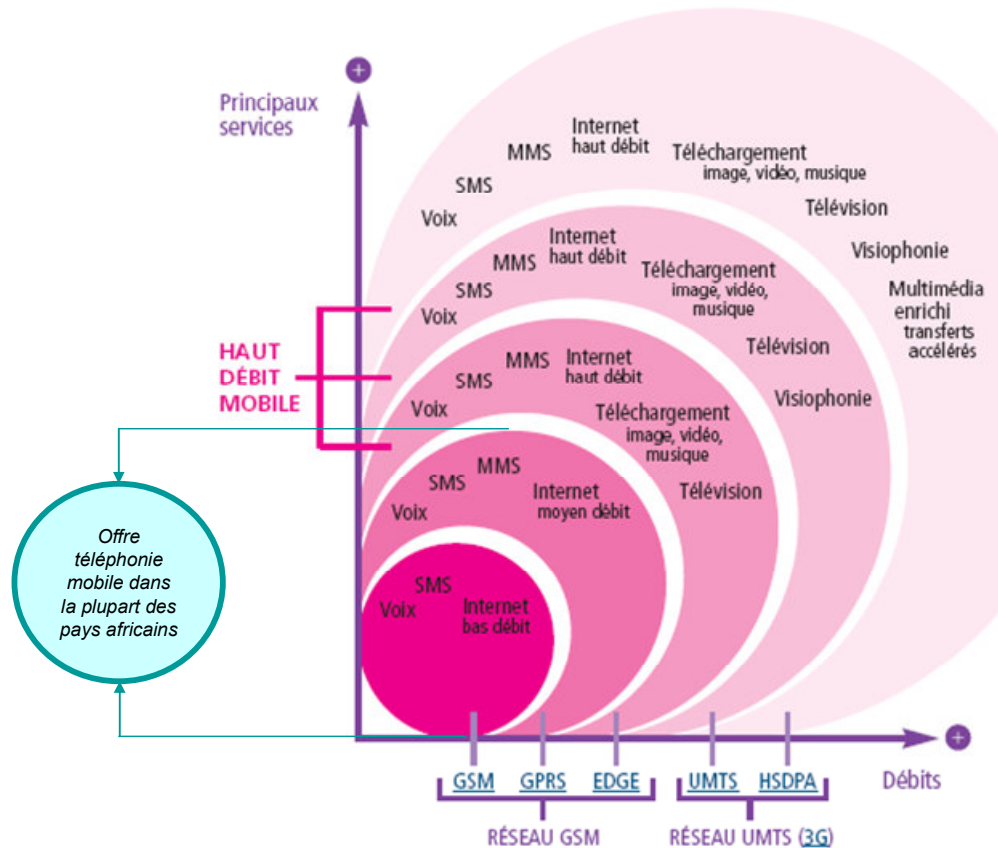 Principaux
services
Voix
SMS
MMS
Internet
haut débit
Téléchargement
image, vidéo, musique
Télévision
Visiophonie
Multimédia
enrichi
transferts
accélérés
Voix
SMS
MMS
Internet
haut débit
Téléchargement
image, vidéo,
musique
Télévision
Visiophonie
HAUT
DÉBIT
MOBILE
Voix
SMS
MMS
Internet
haut débit
Téléchargement
image, vidéo,
musique
Télévision
Voix
SMS
MMS
Internet
moyen débit
Offre
téléphonie
mobile dans
la plupart des
pays africains
Voix
SMS
Internet
bas débit
GSM GPRS EDGE UMTS HSDPA Débits
RÉSEAU GSM RÉSEAU UMTS (3G)